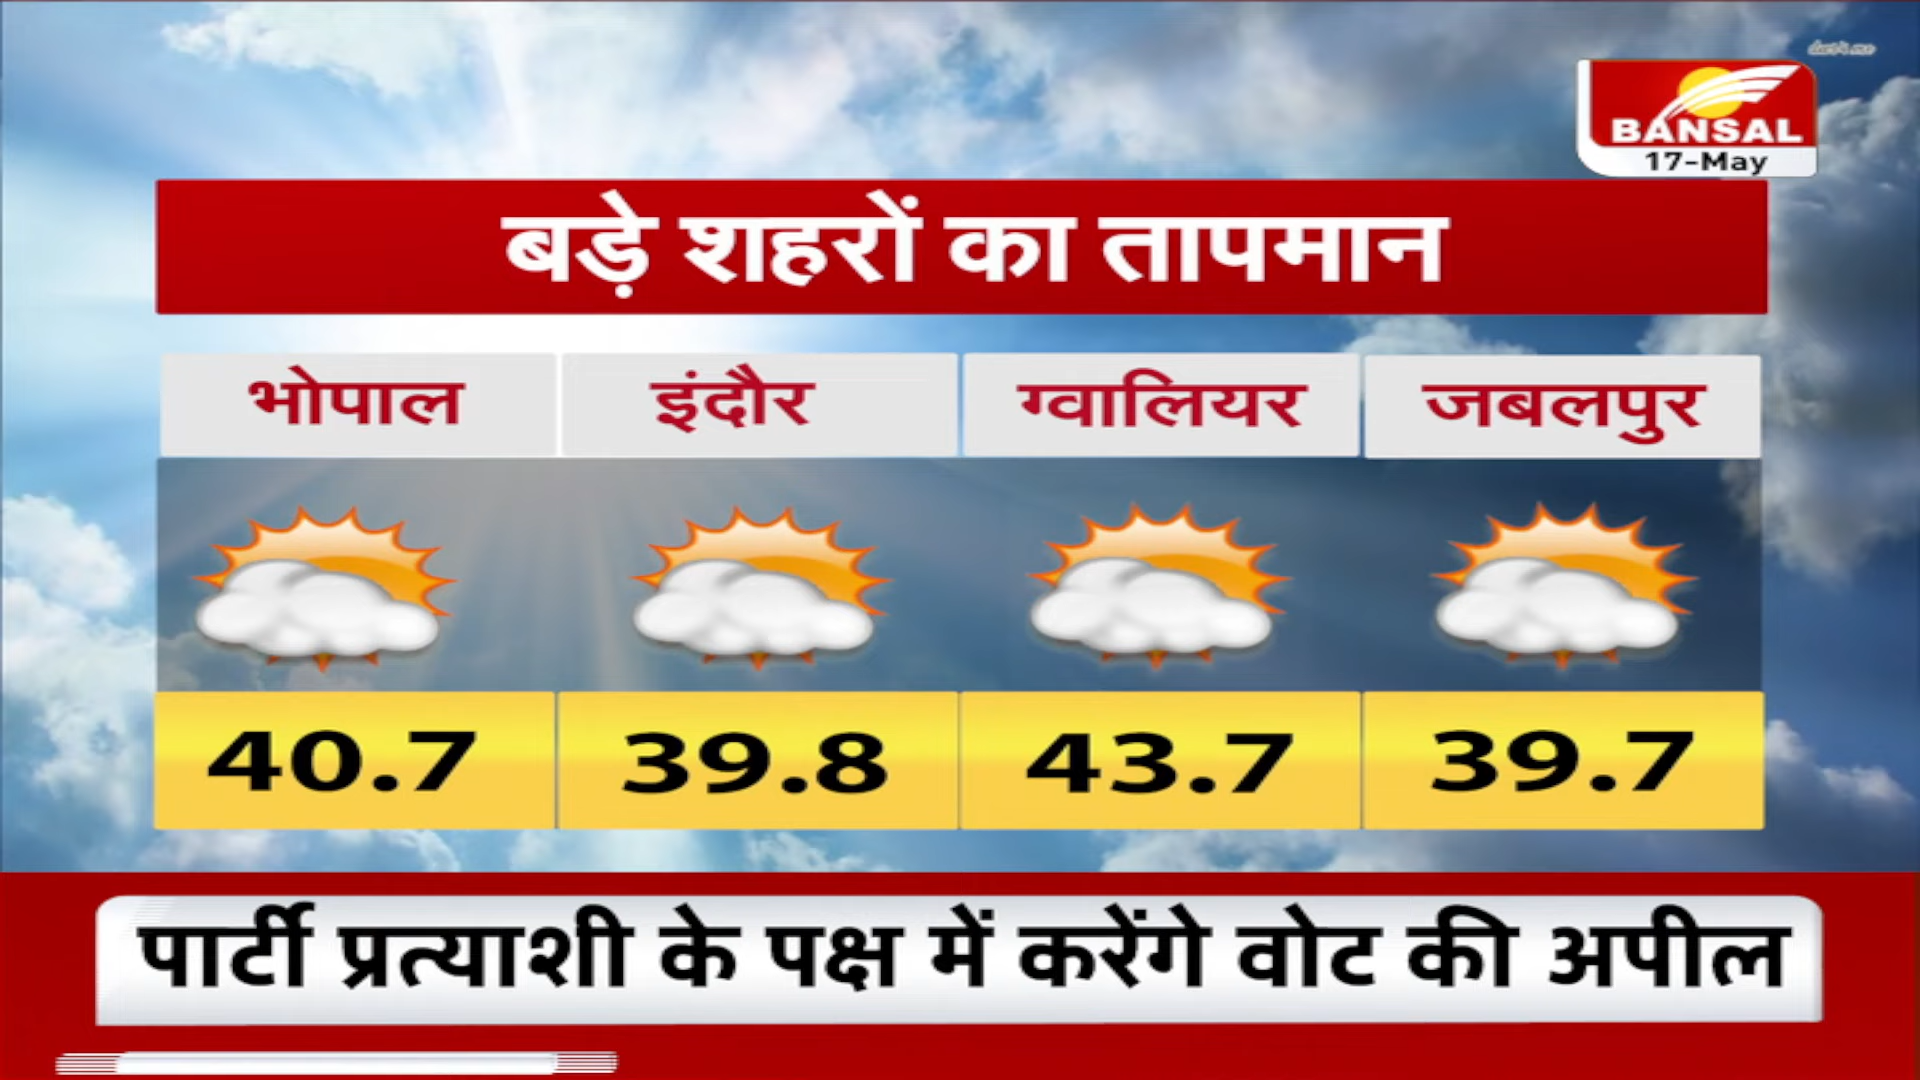 BANSAL
17-May
बड़े शहरों का तापमान
भोपाल इंदौर ग्वालियर जबलपुर
40.7 39.8 43.7 39.7
पार्टी प्रत्याशी के पक्ष में करेंगे वोट की अपील